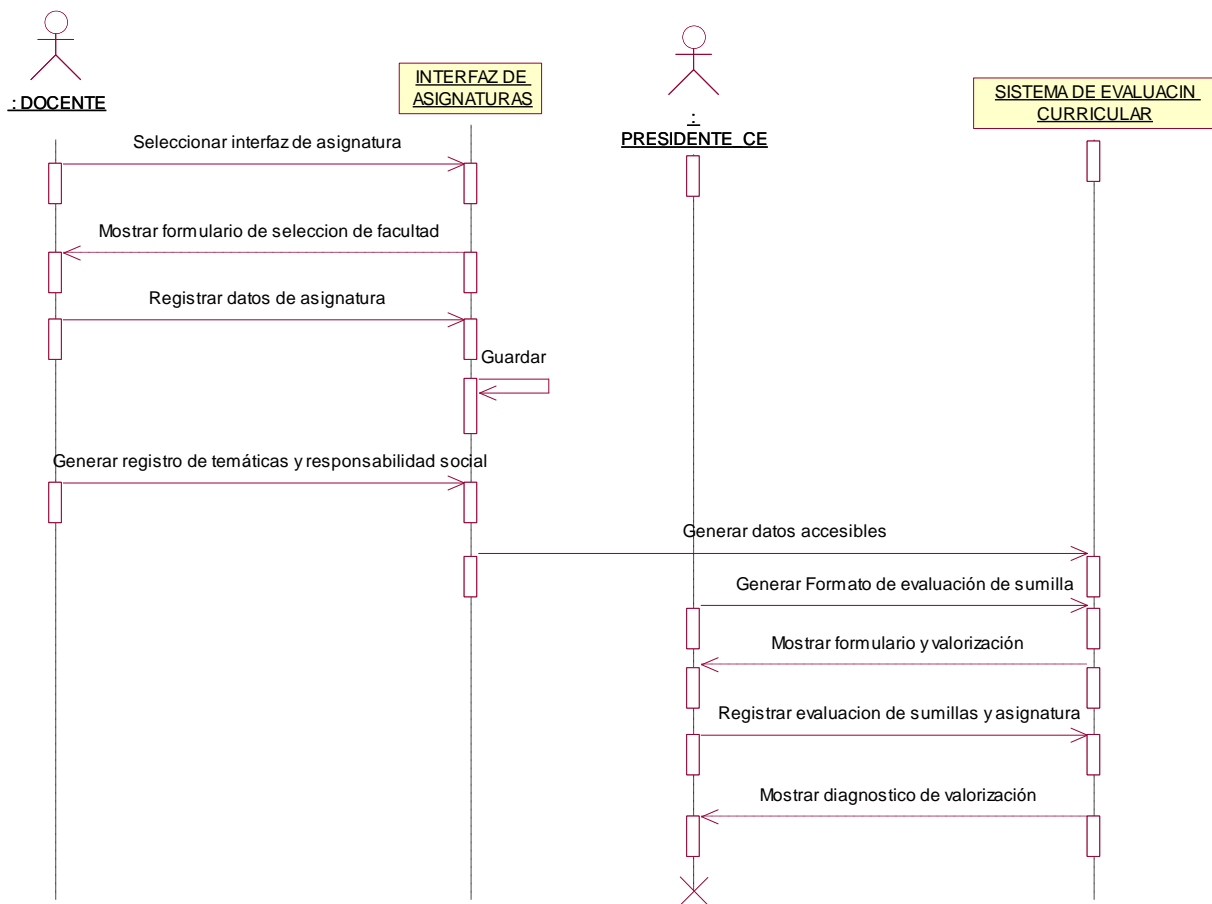 : DOCENTE
INTERFAZ DE
ASIGNATURAS
:
PRESIDENTE_CE
SISTEMA DE EVALUACIN
CURRICULAR
Seleccionar interfaz de asignatura
Mostrar formulario de seleccion de facultad
Registrar datos de asignatura
Guardar
Generar registro de temáticas y responsabilidad social
Generar datos accesibles
Generar Formato de evaluación de sumilla
Mostrar formulario y valorización
Registrar evaluacion de sumillas y asignatura
Mostrar diagnostico de valorización